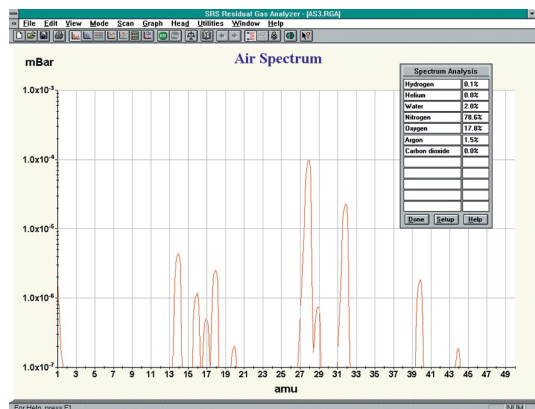 SRS Residual Gas Analyzer - [AS3.RGA]
File Edit View Mode Scan Graph Head Utilities Window Help
Air Spectrum
mBar
Spectrum Analysis
Hydrogen 0.1%
Helium 0.0%
Water 2.0%
Nitrogen 78.6%
Oxygen 17.8%
Argon 1.5%
Carbon dioxide 0.0%
Done Setup Help
1.0x10-3
1.0x10-4
1.0x10-5
1.0x10-6
1.0x10-7
1 3 5 7 9 11 13 15 17 19 21 23 25 27 29 31 33 35 37 39 41 43 45 47 49
amu
For Help, press F1
NUM